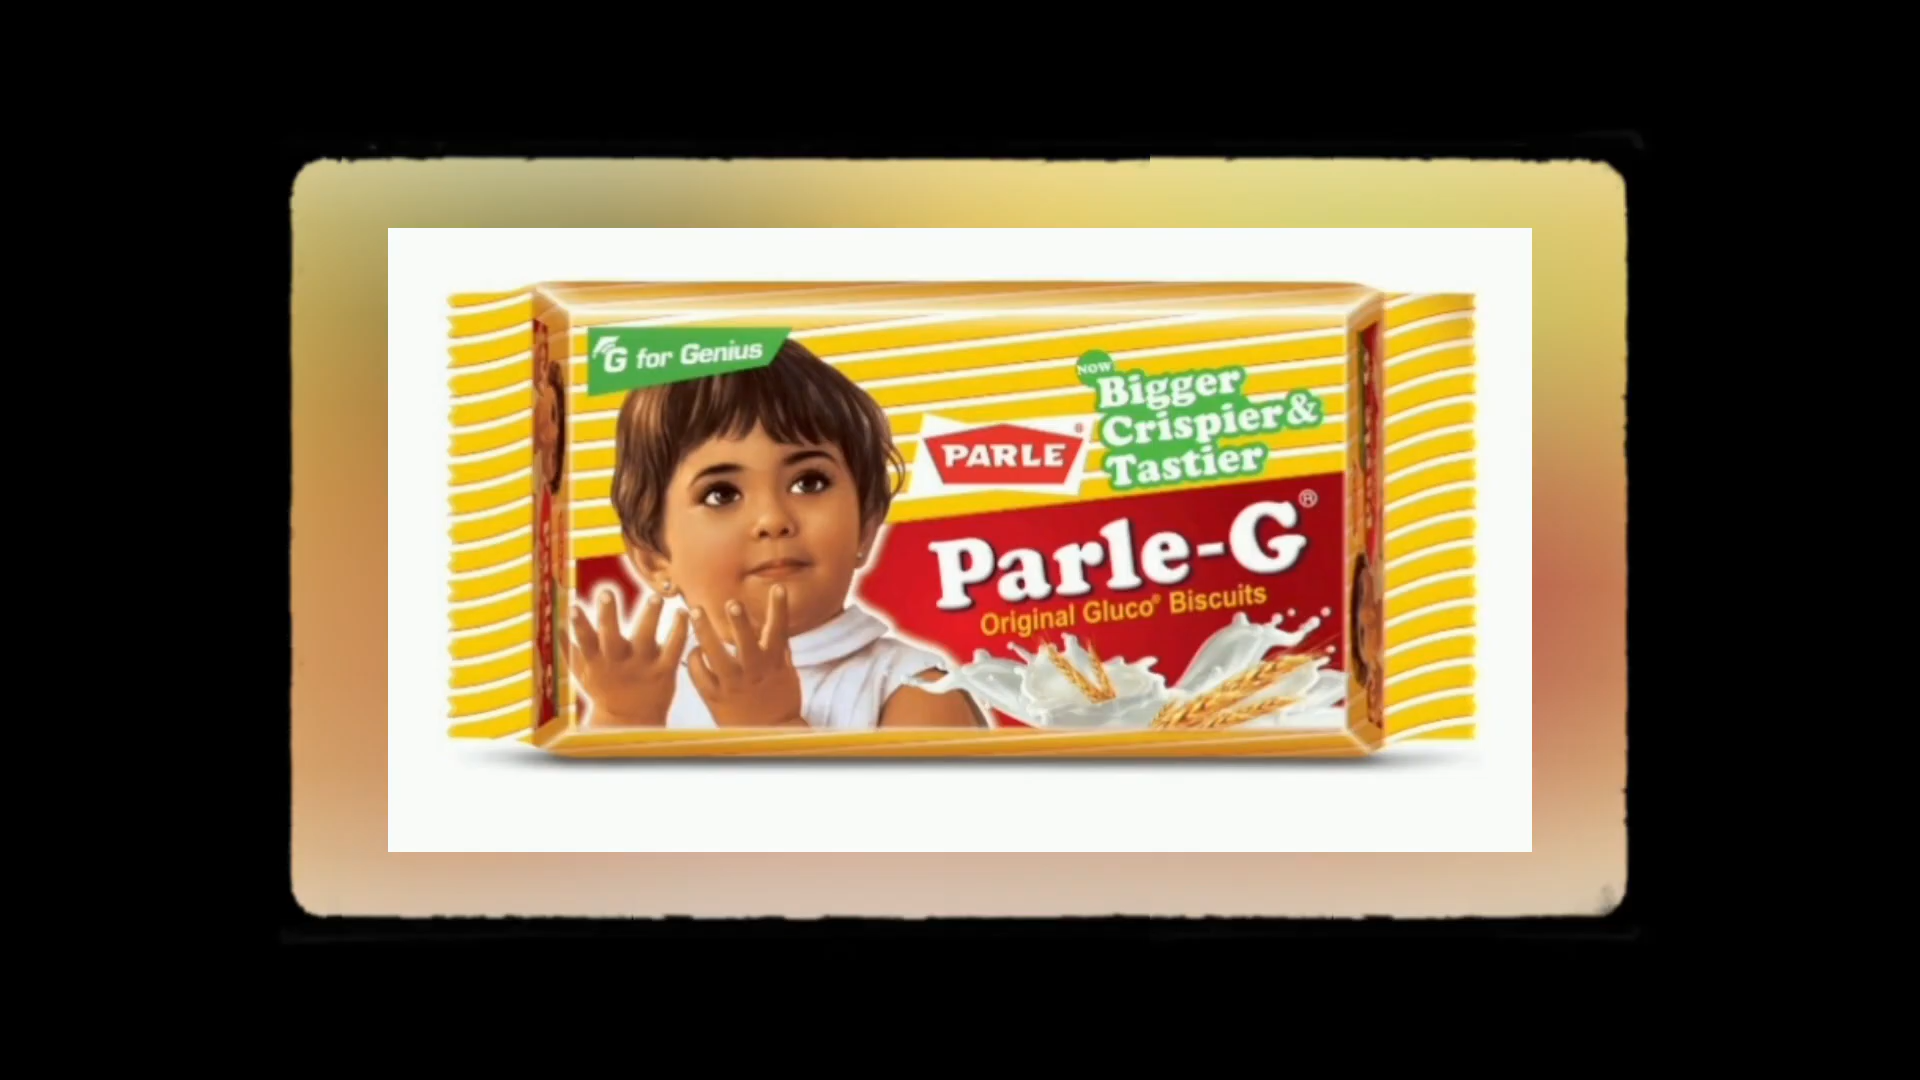 G for Genius
NOW
Bigger
Crispier &
Tastier
PARLE®
Parle-G®
Original Gluco® Biscuits